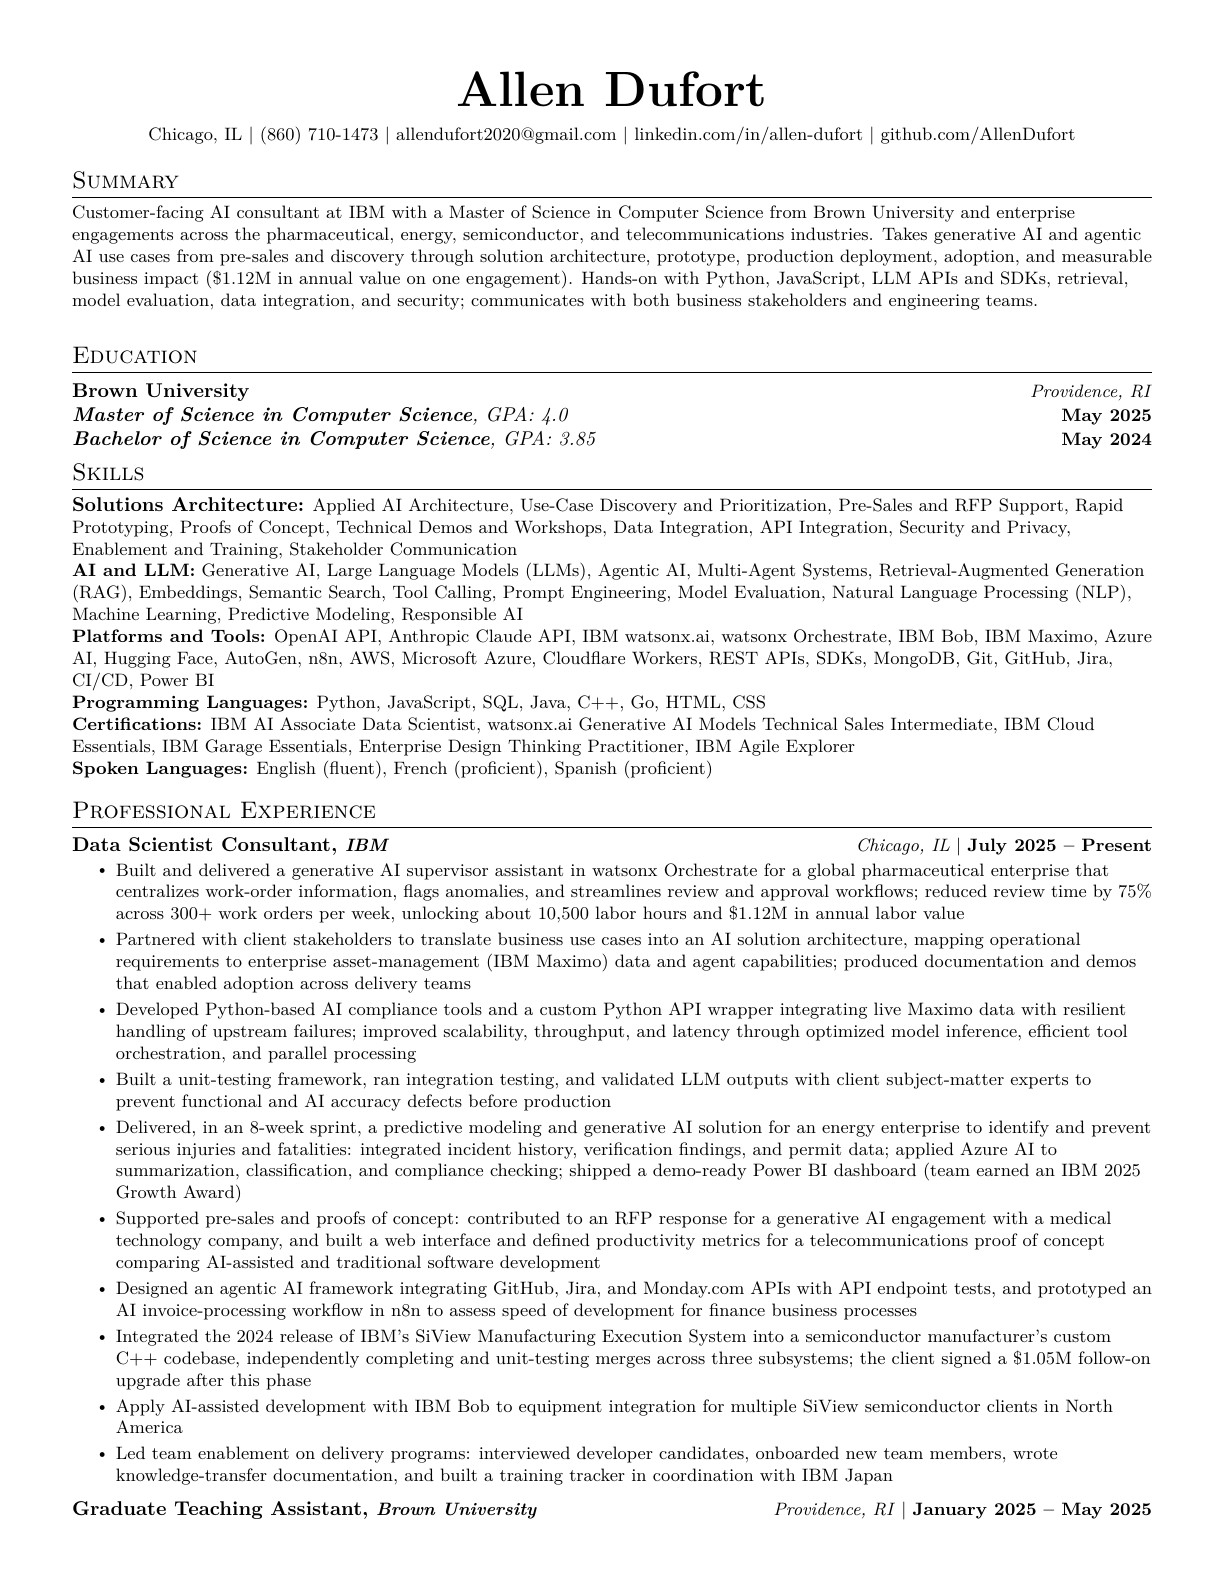 Allen Dufort
Chicago, IL | (860) 710-1473 | allendufort2020@gmail.com | linkedin.com/in/allen-dufort | github.com/AllenDufort
Summary
Customer-facing AI consultant at IBM with a Master of Science in Computer Science from Brown University and enterprise
engagements across the pharmaceutical, energy, semiconductor, and telecommunications industries. Takes generative AI and agentic
AI use cases from pre-sales and discovery through solution architecture, prototype, production deployment, adoption, and measurable
business impact ($1.12M in annual value on one engagement). Hands-on with Python, JavaScript, LLM APIs and SDKs, retrieval,
model evaluation, data integration, and security; communicates with both business stakeholders and engineering teams.
Education
Brown University Providence, RI
Master of Science in Computer Science, GPA: 4.0 May 2025
Bachelor of Science in Computer Science, GPA: 3.85 May 2024
Skills
Solutions Architecture: Applied AI Architecture, Use-Case Discovery and Prioritization, Pre-Sales and RFP Support, Rapid
Prototyping, Proofs of Concept, Technical Demos and Workshops, Data Integration, API Integration, Security and Privacy,
Enablement and Training, Stakeholder Communication
AI and LLM: Generative AI, Large Language Models (LLMs), Agentic AI, Multi-Agent Systems, Retrieval-Augmented Generation
(RAG), Embeddings, Semantic Search, Tool Calling, Prompt Engineering, Model Evaluation, Natural Language Processing (NLP),
Machine Learning, Predictive Modeling, Responsible AI
Platforms and Tools: OpenAI API, Anthropic Claude API, IBM watsonx.ai, watsonx Orchestrate, IBM Bob, IBM Maximo, Azure
AI, Hugging Face, AutoGen, n8n, AWS, Microsoft Azure, Cloudflare Workers, REST APIs, SDKs, MongoDB, Git, GitHub, Jira,
CI/CD, Power BI
Programming Languages: Python, JavaScript, SQL, Java, C++, Go, HTML, CSS
Certifications: IBM AI Associate Data Scientist, watsonx.ai Generative AI Models Technical Sales Intermediate, IBM Cloud
Essentials, IBM Garage Essentials, Enterprise Design Thinking Practitioner, IBM Agile Explorer
Spoken Languages: English (fluent), French (proficient), Spanish (proficient)
Professional Experience
Data Scientist Consultant, IBM Chicago, IL | July 2025 – Present
• Built and delivered a generative AI supervisor assistant in watsonx Orchestrate for a global pharmaceutical enterprise that
centralizes work-order information, flags anomalies, and streamlines review and approval workflows; reduced review time by 75%
across 300+ work orders per week, unlocking about 10,500 labor hours and $1.12M in annual labor value
• Partnered with client stakeholders to translate business use cases into an AI solution architecture, mapping operational
requirements to enterprise asset-management (IBM Maximo) data and agent capabilities; produced documentation and demos
that enabled adoption across delivery teams
• Developed Python-based AI compliance tools and a custom Python API wrapper integrating live Maximo data with resilient
handling of upstream failures; improved scalability, throughput, and latency through optimized model inference, efficient tool
orchestration, and parallel processing
• Built a unit-testing framework, ran integration testing, and validated LLM outputs with client subject-matter experts to
prevent functional and AI accuracy defects before production
• Delivered, in an 8-week sprint, a predictive modeling and generative AI solution for an energy enterprise to identify and prevent
serious injuries and fatalities: integrated incident history, verification findings, and permit data; applied Azure AI to
summarization, classification, and compliance checking; shipped a demo-ready Power BI dashboard (team earned an IBM 2025
Growth Award)
• Supported pre-sales and proofs of concept: contributed to an RFP response for a generative AI engagement with a medical
technology company, and built a web interface and defined productivity metrics for a telecommunications proof of concept
comparing AI-assisted and traditional software development
• Designed an agentic AI framework integrating GitHub, Jira, and Monday.com APIs with API endpoint tests, and prototyped an
AI invoice-processing workflow in n8n to assess speed of development for finance business processes
• Integrated the 2024 release of IBM's SiView Manufacturing Execution System into a semiconductor manufacturer's custom
C++ codebase, independently completing and unit-testing merges across three subsystems; the client signed a $1.05M follow-on
upgrade after this phase
• Apply AI-assisted development with IBM Bob to equipment integration for multiple SiView semiconductor clients in North
America
• Led team enablement on delivery programs: interviewed developer candidates, onboarded new team members, wrote
knowledge-transfer documentation, and built a training tracker in coordination with IBM Japan
Graduate Teaching Assistant, Brown University Providence, RI | January 2025 – May 2025